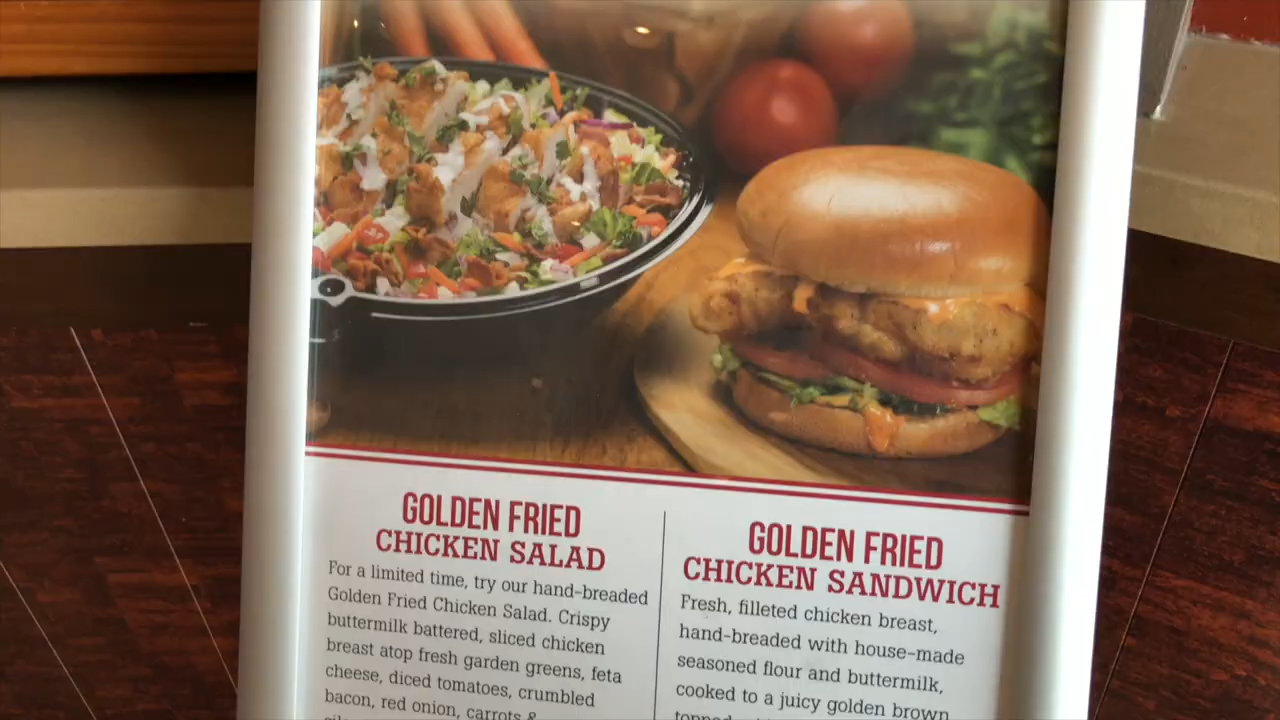 GOLDEN FRIED
CHICKEN SALAD
For a limited time, try our hand-breaded
Golden Fried Chicken Salad. Crispy
buttermilk battered, sliced chicken
breast atop fresh garden greens, feta
cheese, diced tomatoes, crumbled
bacon, red onion, carrots &
GOLDEN FRIED
CHICKEN SANDWICH
Fresh, filleted chicken breast,
hand-breaded with house-made
seasoned flour and buttermilk,
cooked to a juicy golden brown